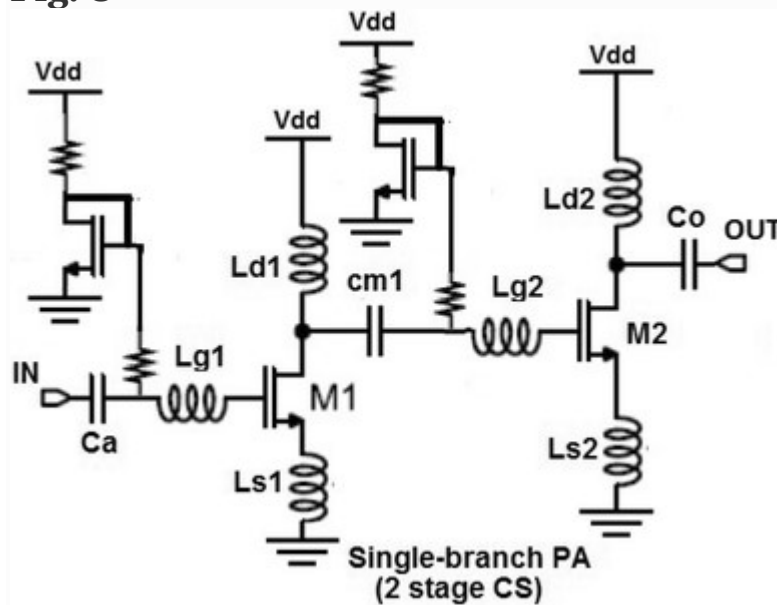 Vdd
Vdd
Vdd
Vdd
Ld2
Co
OUT
Ld1
cm1
Lg2
M2
Lg1
IN
M1
Ca
Ls2
Ls1
Single-branch PA
(2 stage CS)